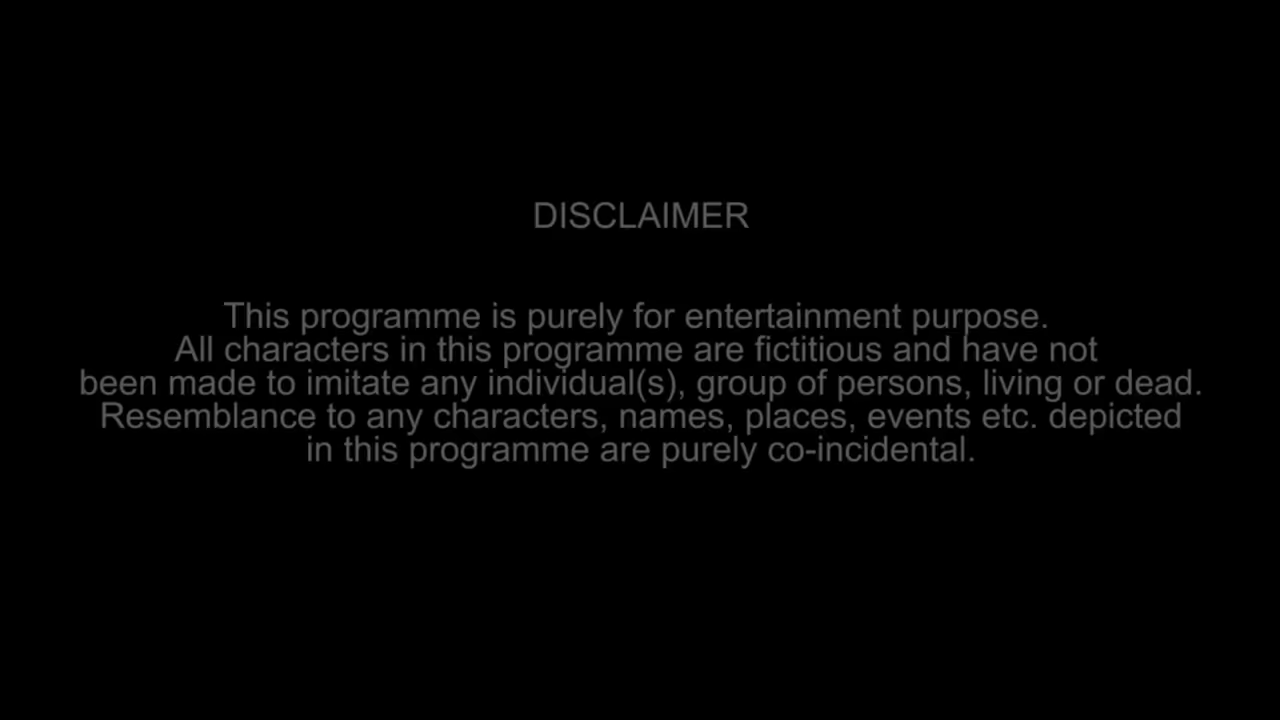 DISCLAIMER
This programme is purely for entertainment purpose.
All characters in this programme are fictitious and have not
been made to imitate any individual(s), group of persons, living or dead.
Resemblance to any characters, names, places, events etc. depicted
in this programme are purely co-incidental.